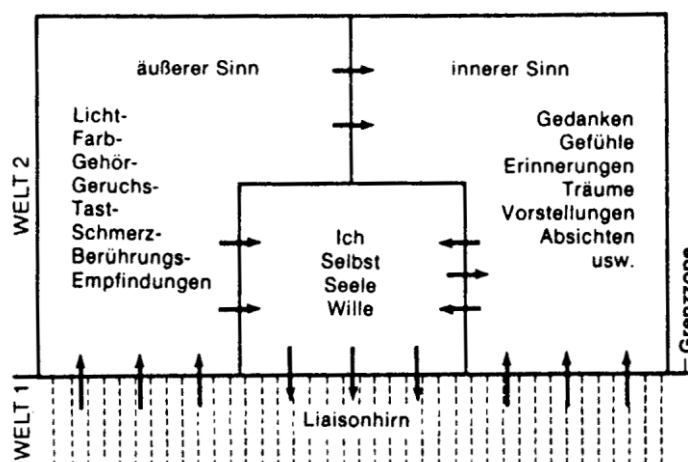 äußerer Sinn
innerer Sinn
Licht-
Farb-
Gehör-
Geruchs-
Tast-
Schmerz-
Berührungs-
Empfindungen
Gedanken
Gefühle
Erinnerungen
Träume
Vorstellungen
Absichten
usw.
Ich
Selbst
Seele
Wille
WELT 2
Grenzzone
WELT 1
Liaisonhirn